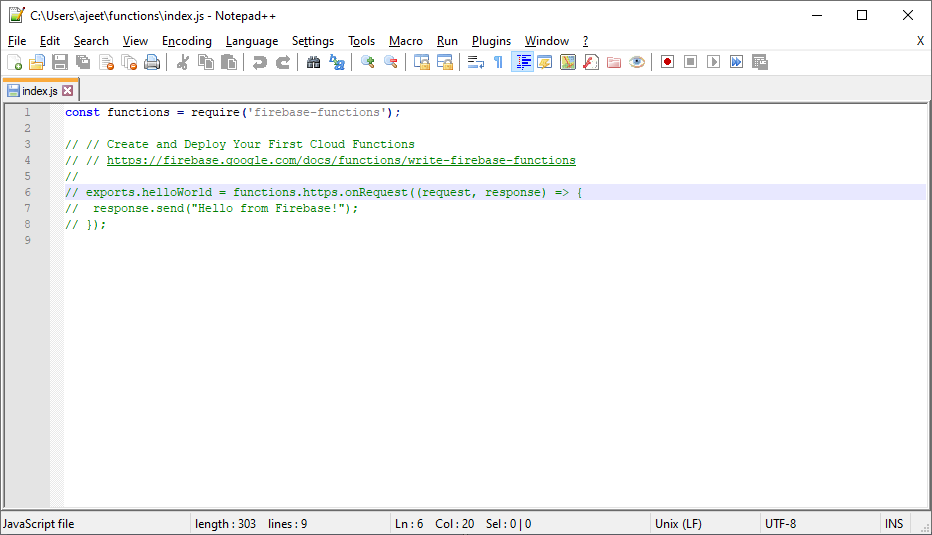 C:\Users\ajeet\functions\index.js - Notepad++
File Edit Search View Encoding Language Settings Tools Macro Run Plugins Window ? X
index.js
1 const functions = require('firebase-functions');
2
3 // // Create and Deploy Your First Cloud Functions
4 // // https://firebase.google.com/docs/functions/write-firebase-functions
5 //
6 // exports.helloWorld = functions.https.onRequest((request, response) => {
7 //  response.send("Hello from Firebase!");
8 // });
9
JavaScript file length : 303 lines : 9 Ln : 6 Col : 20 Sel : 0 | 0 Unix (LF) UTF-8 INS